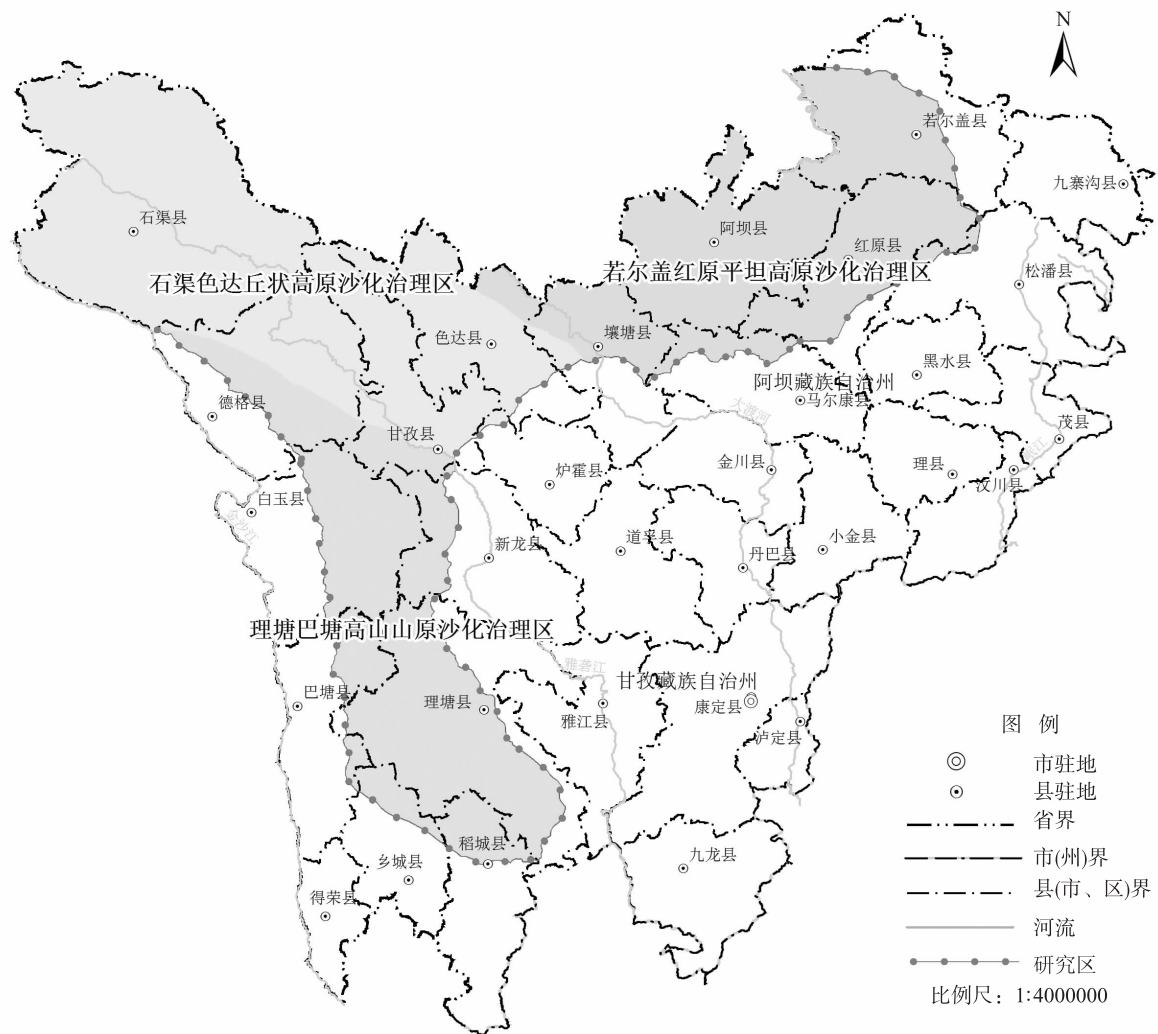 N
若尔盖县
九寨沟县
石渠县
阿坝县
红原县
松潘县
石渠色达丘状高原沙化治理区
若尔盖红原平坦高原沙化治理区
色达县
壤塘县
黑水县
阿坝藏族自治州
马尔康县
德格县
大渡河
茂县
甘孜县
炉霍县
金川县
理县
岷江
汶川县
白玉县
金沙江
新龙县
道孚县
小金县
丹巴县
理塘巴塘高山山原沙化治理区
雅砻江
甘孜藏族自治州
巴塘县
理塘县
雅江县
康定县
泸定县
稻城县
乡城县
九龙县
得荣县
图 例
市驻地
县驻地
省界
市(州)界
县(市、区)界
河流
研究区
比例尺：1:4000000